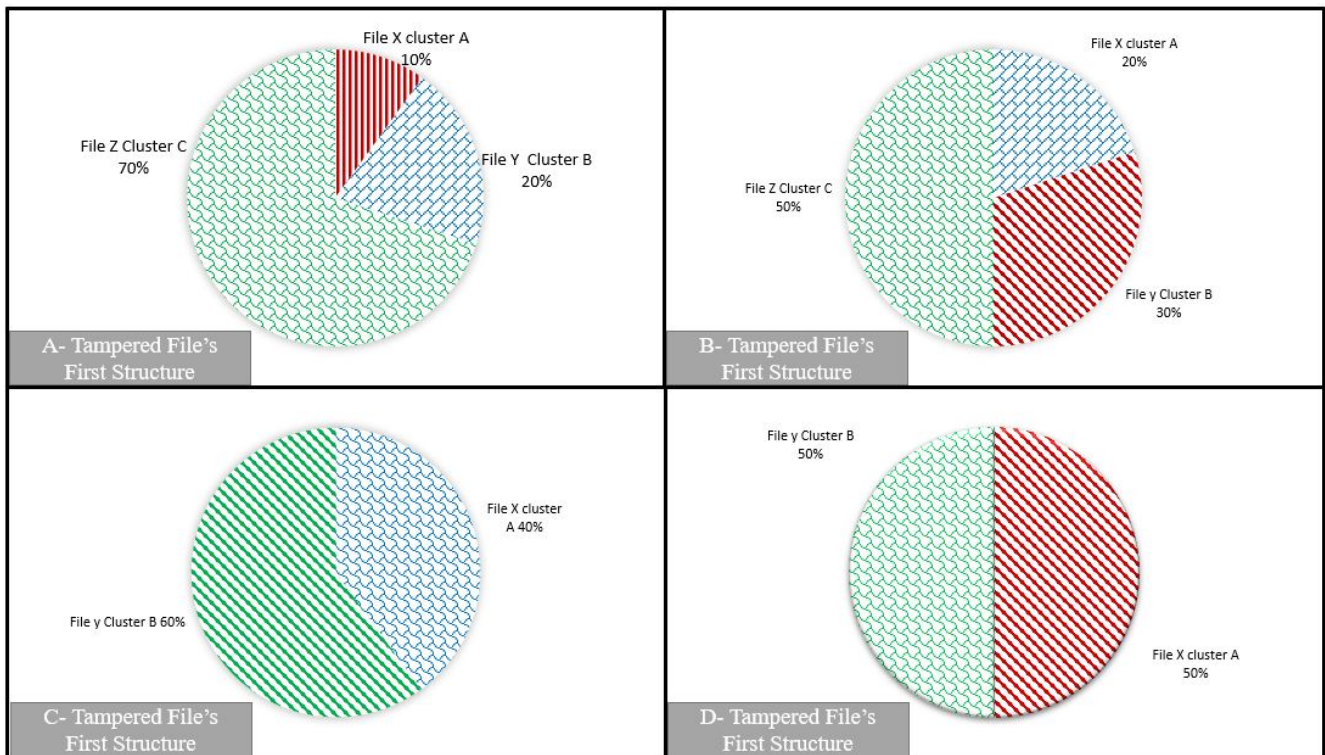 File X cluster A
10%
File Z Cluster C
70%
File Y Cluster B
20%
A- Tampered File's
First Structure
File X cluster A
20%
File Z Cluster C
50%
File y Cluster B
30%
B- Tampered File's
First Structure
File X cluster
A 40%
File y Cluster B 60%
C- Tampered File's
First Structure
File y Cluster B
50%
File X cluster A
50%
D- Tampered File's
First Structure